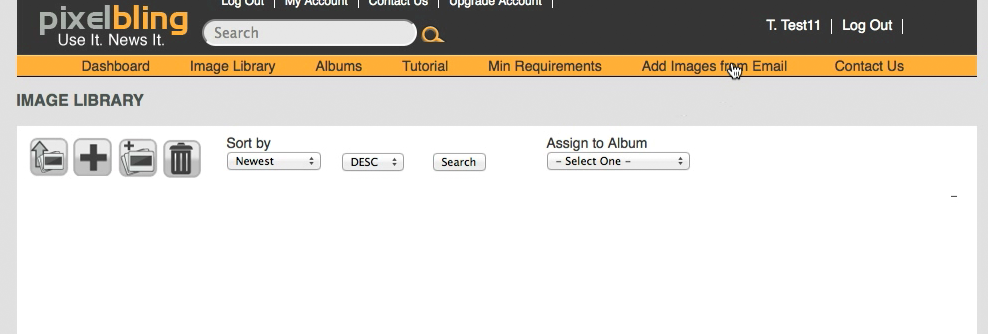 Log Out | My Account | Contact Us | Upgrade Account |
pixelbling
Use It. News It.
Search
T. Test11 | Log Out |
Dashboard Image Library Albums Tutorial Min Requirements Add Images from Email Contact Us
IMAGE LIBRARY
Sort by
Assign to Album
Newest DESC Search – Select One –